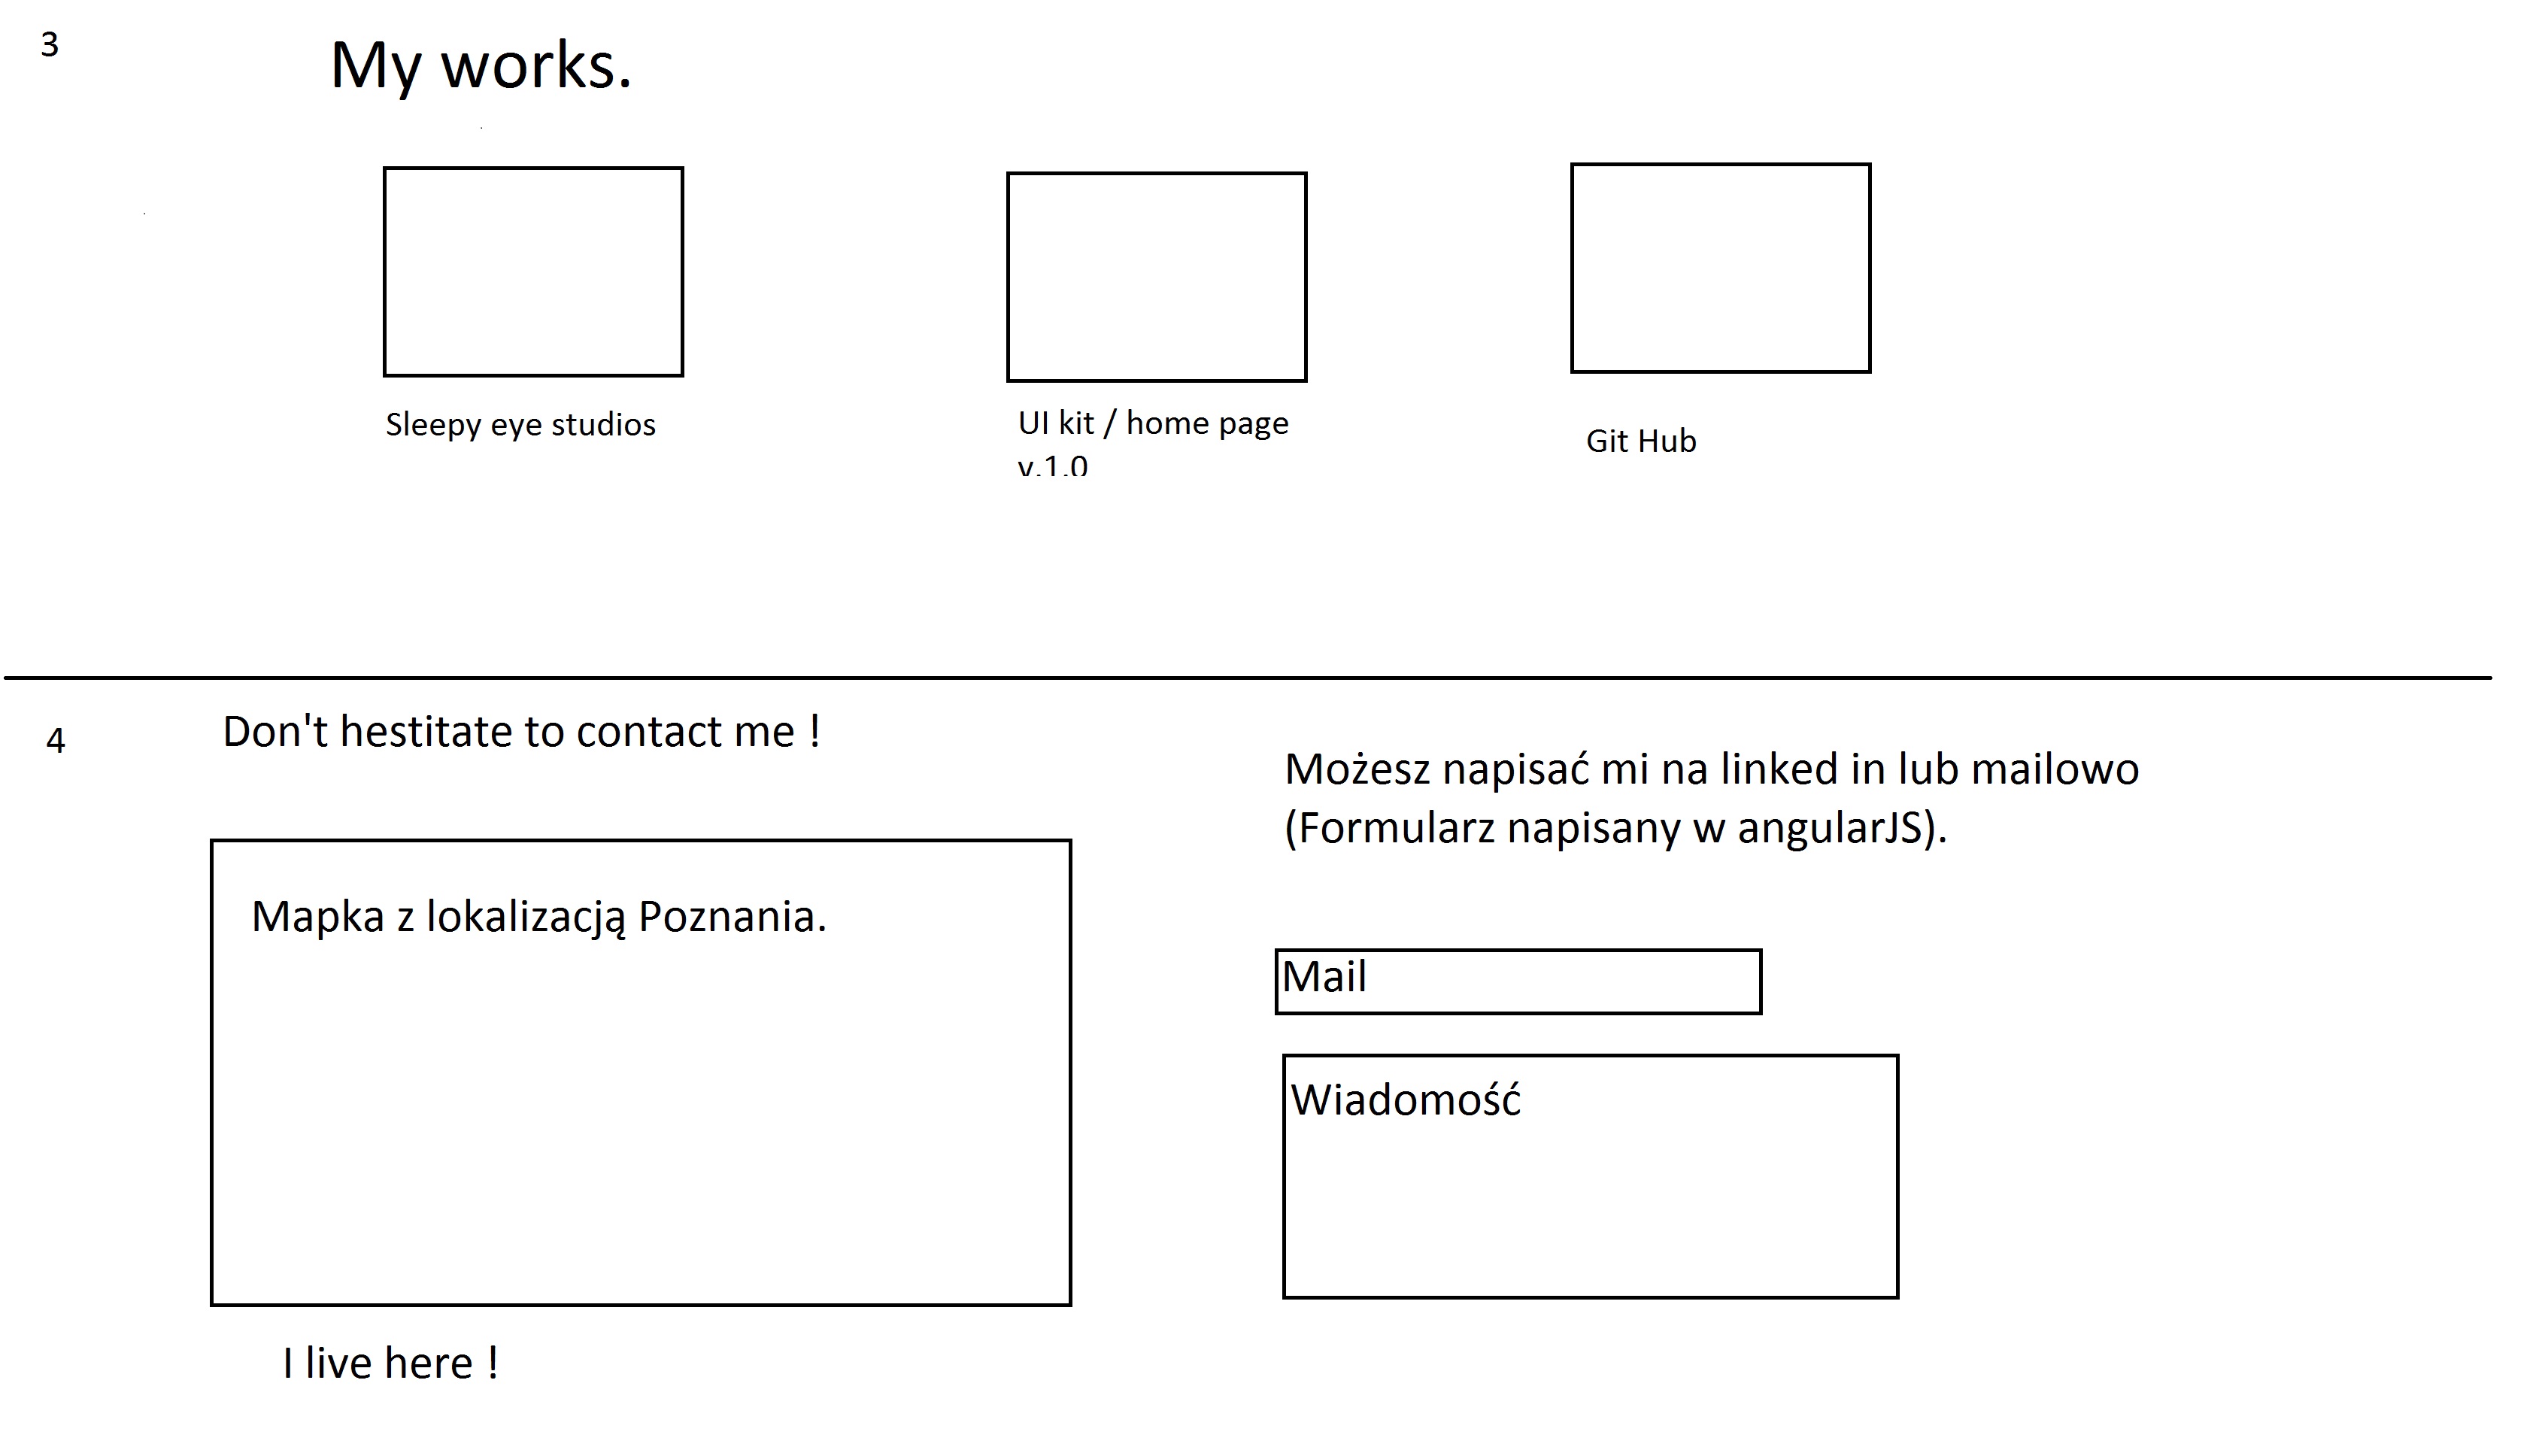 3
My works.
Sleepy eye studios
UI kit / home page
v.1.0
Git Hub
4
Don't hestitate to contact me !
Możesz napisać mi na linked in lub mailowo
(Formularz napisany w angularJS).
Mapka z lokalizacją Poznania.
Mail
Wiadomość
I live here !